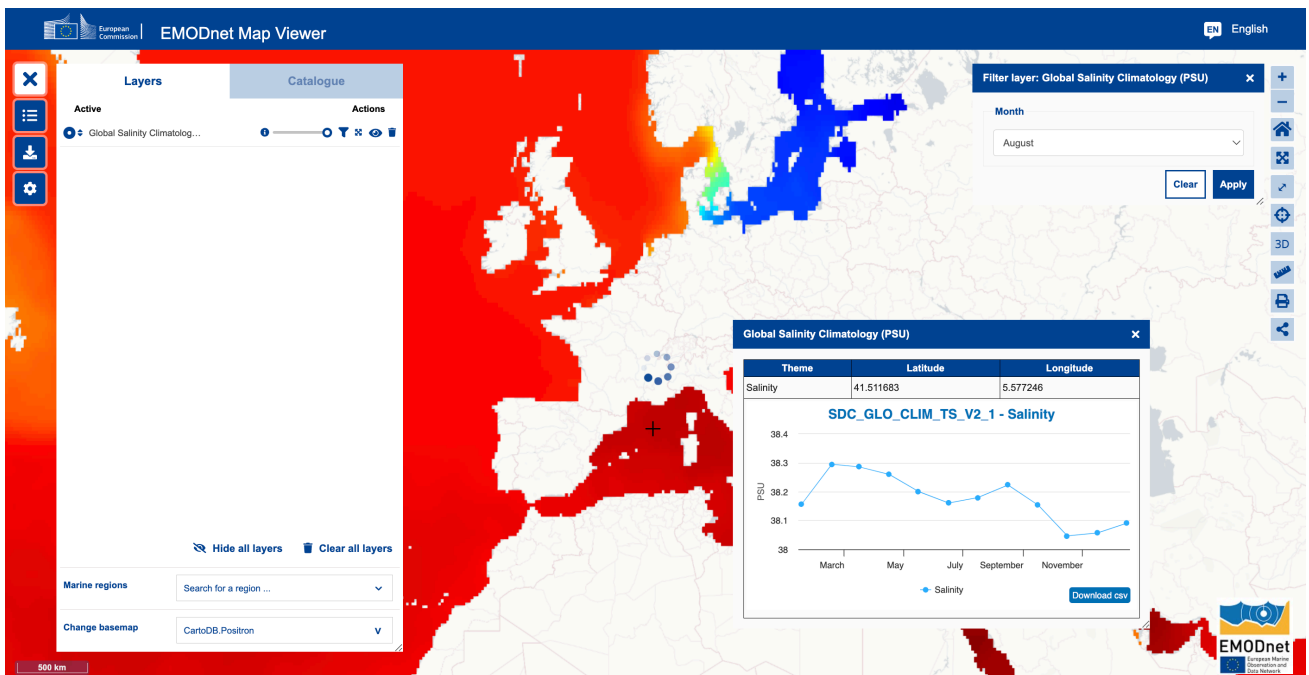 European
Commission
EMODnet Map Viewer
EN English
Layers
Catalogue
Active
Actions
Global Salinity Climatolog...
Hide all layers
Clear all layers
Marine regions
Search for a region ...
Change basemap
CartoDB.Positron
500 km
Filter layer: Global Salinity Climatology (PSU)
Month
August
Clear
Apply
3D
Global Salinity Climatology (PSU)
Theme Latitude Longitude
Salinity 41.511683 5.577246
SDC_GLO_CLIM_TS_V2_1 - Salinity
38.4
38.3
38.2
38.1
38
PSU
March May July September November
Salinity
Download csv
EMODnet
European Marine
Observation and
Data Network